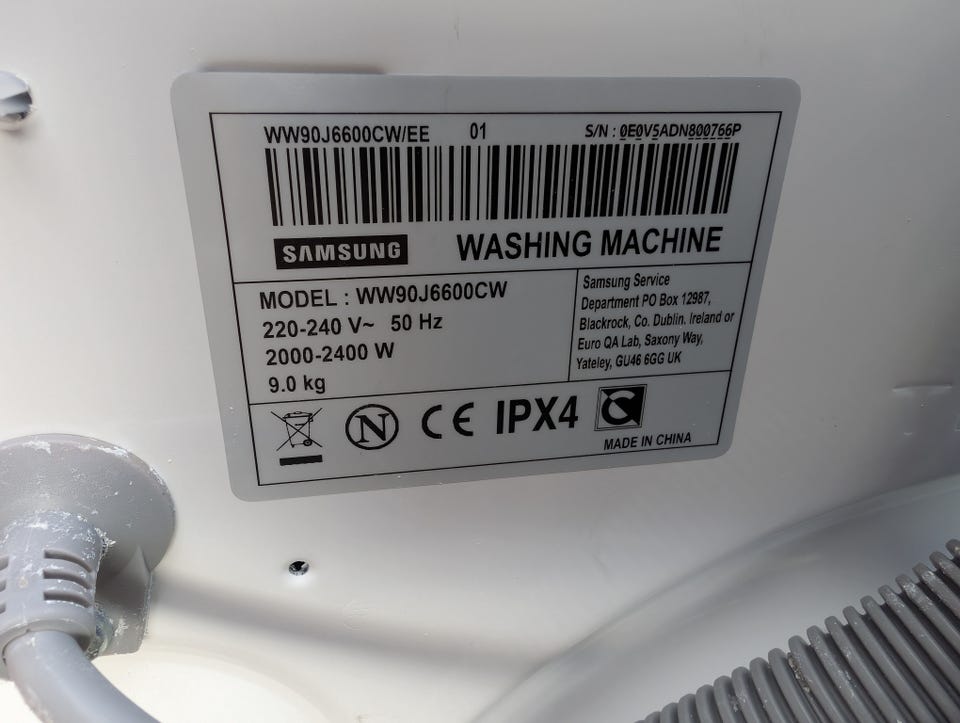 WW90J6600CW/EE 01 S/N : 0E0V5ADN800766P
SAMSUNG WASHING MACHINE
MODEL : WW90J6600CW
220-240 V~ 50 Hz
2000-2400 W
9.0 kg
Samsung Service
Department PO Box 12987,
Blackrock, Co. Dublin. Ireland or
Euro QA Lab, Saxony Way,
Yateley, GU46 6GG UK
N CE IPX4 C
MADE IN CHINA